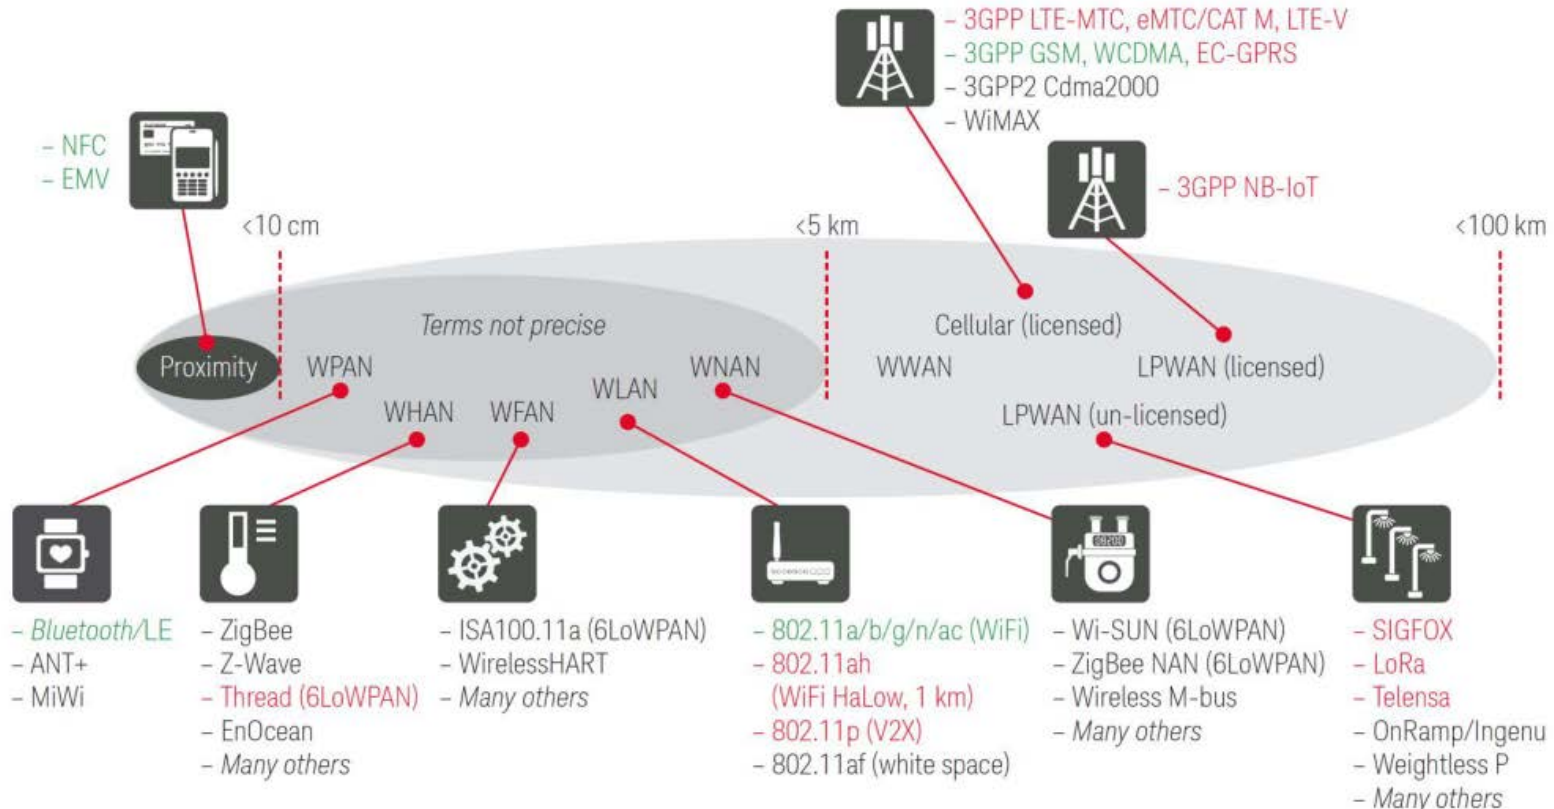 – 3GPP LTE-MTC, eMTC/CAT M, LTE-V
– 3GPP GSM, WCDMA, EC-GPRS
– 3GPP2 Cdma2000
– WiMAX
– NFC
– EMV
– 3GPP NB-IoT
<10 cm
<5 km
<100 km
Terms not precise
Cellular (licensed)
Proximity
WPAN
WNAN
WWAN
LPWAN (licensed)
WLAN
WHAN
WFAN
LPWAN (un-licensed)
– Bluetooth/LE
– ANT+
– MiWi
– ZigBee
– Z-Wave
– Thread (6LoWPAN)
– EnOcean
– Many others
– ISA100.11a (6LoWPAN)
– WirelessHART
– Many others
– 802.11a/b/g/n/ac (WiFi)
– 802.11ah
(WiFi HaLow, 1 km)
– 802.11p (V2X)
– 802.11af (white space)
– Wi-SUN (6LoWPAN)
– ZigBee NAN (6LoWPAN)
– Wireless M-bus
– Many others
– SIGFOX
– LoRa
– Telensa
– OnRamp/Ingenu
– Weightless P
– Many others